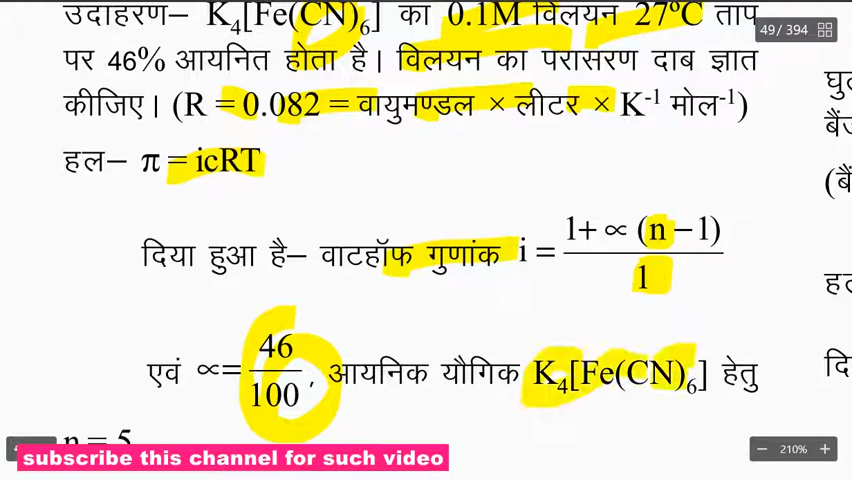 उदाहरण– K₄[Fe(CN)₆] का 0.1M विलयन 27ºC ताप
49 / 394
पर 46% आयनित होता है। विलयन का परासरण दाब ज्ञात
कीजिए। (R = 0.082 = वायुमण्डल × लीटर × K⁻¹ मोल⁻¹)
हल– π = icRT
दिया हुआ है– वाटहॉफ गुणांक i = 1+ ∝ (n –1) / 1
एवं ∝= 46/100, आयनिक यौगिक K₄[Fe(CN)₆] हेतु
n = 5
subscribe this channel for such video
– 210% +
घुल
बैं
(बैं
हल
दि